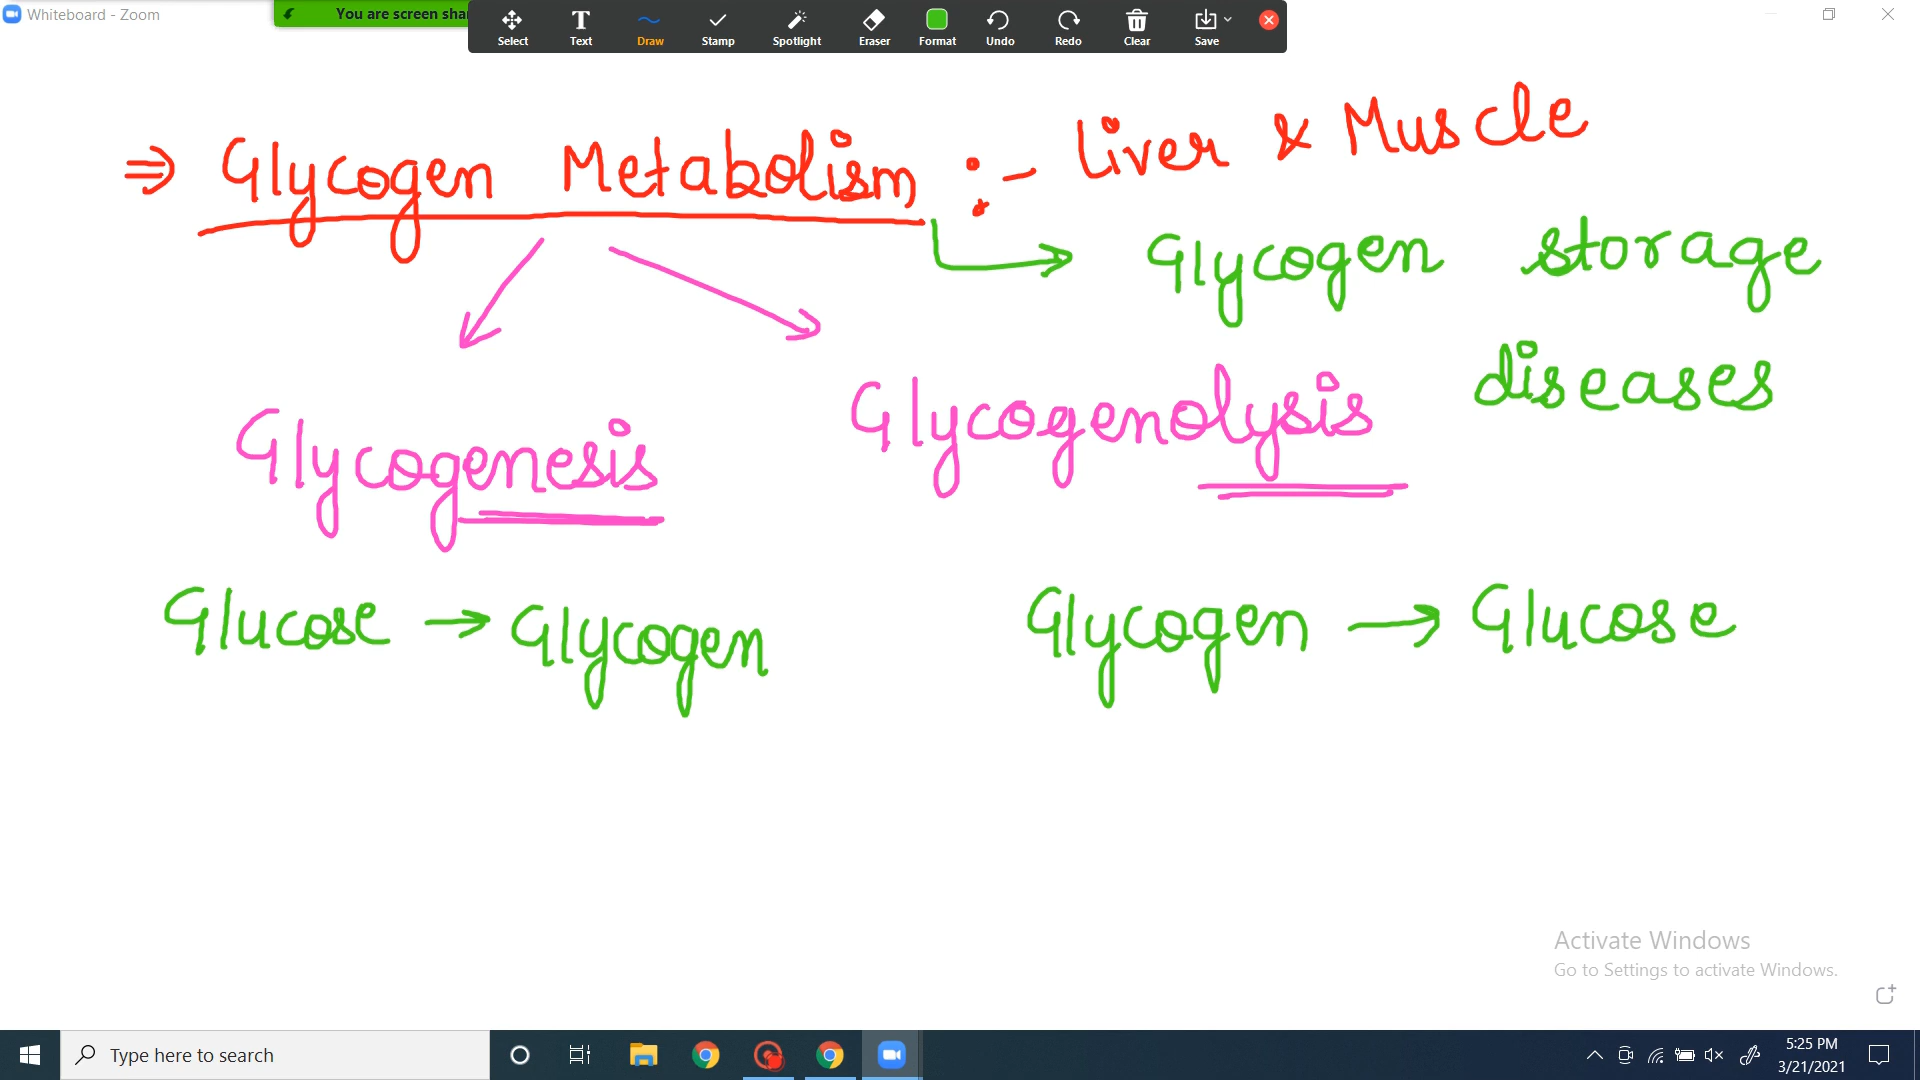 Whiteboard - Zoom
You are screen sha
Select Text Draw Stamp Spotlight Eraser Format Undo Redo Clear Save
⇒ Glycogen Metabolism :- Liver & Muscle
Glycogen storage
diseases
Glycogenesis Glycogenolysis
Glucose → Glycogen Glycogen → Glucose
Activate Windows
Go to Settings to activate Windows.
Type here to search
5:25 PM
3/21/2021